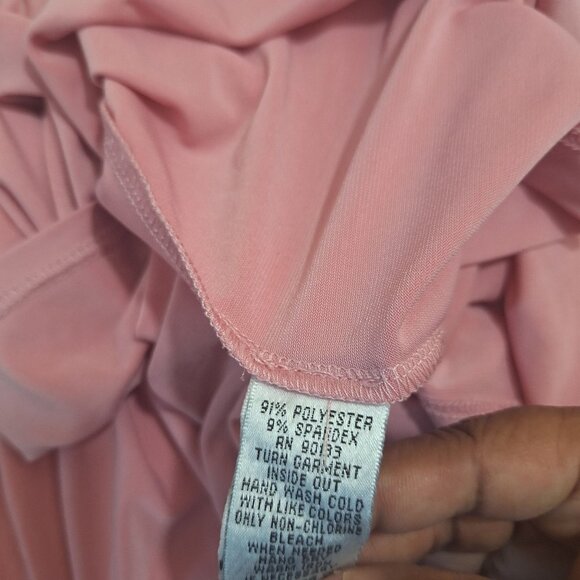 91% POLYESTER
9% SPANDEX
RN 90133
TURN GARMENT
INSIDE OUT
HAND WASH COLD
WITH LIKE COLORS
ONLY NON-CHLORINE
BLEACH
WHEN NEEDED